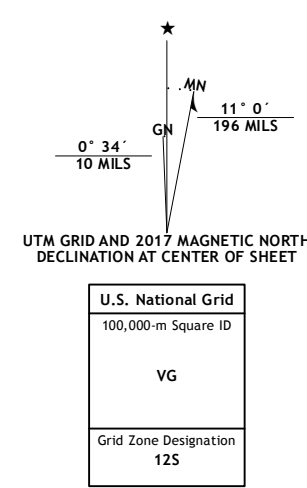 ★
MN
GN
11° 0´
196 MILS
0° 34´
10 MILS
UTM GRID AND 2017 MAGNETIC NORTH
DECLINATION AT CENTER OF SHEET
U.S. National Grid
100,000-m Square ID
VG
Grid Zone Designation
12S